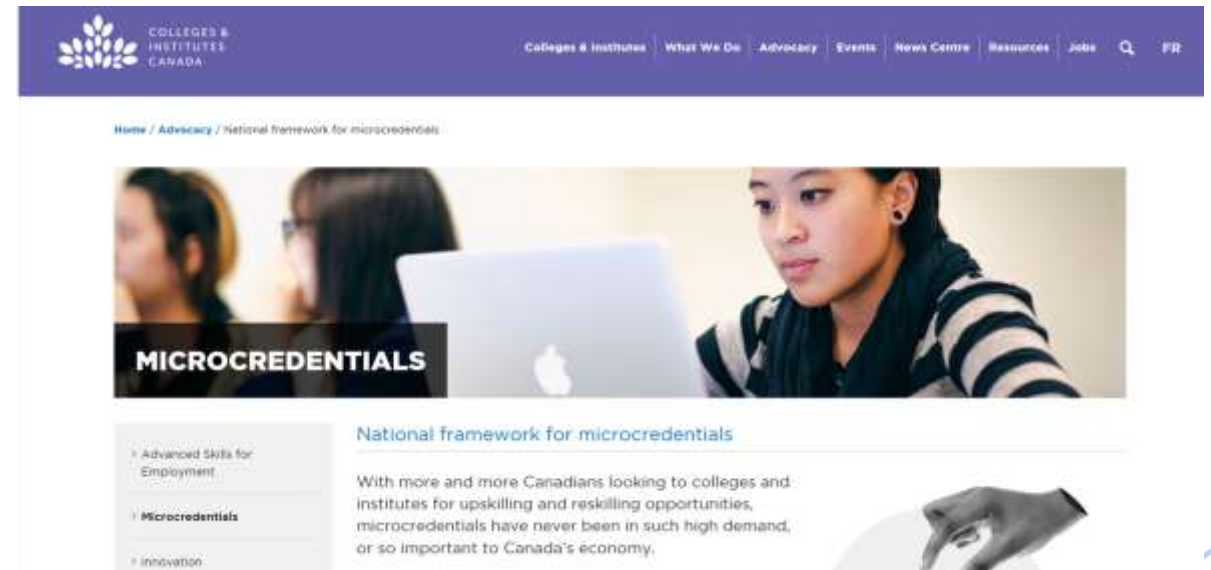 COLLEGES &
INSTITUTES
CANADA
Colleges & Institutes What We Do Advocacy Events News Centre Resources Jobs FR
Home / Advocacy / National framework for microcredentials
MICROCREDENTIALS
National framework for microcredentials
› Advanced Skills for
Employment
› Microcredentials
› Innovation
With more and more Canadians looking to colleges and
institutes for upskilling and reskilling opportunities,
microcredentials have never been in such high demand,
or so important to Canada's economy.